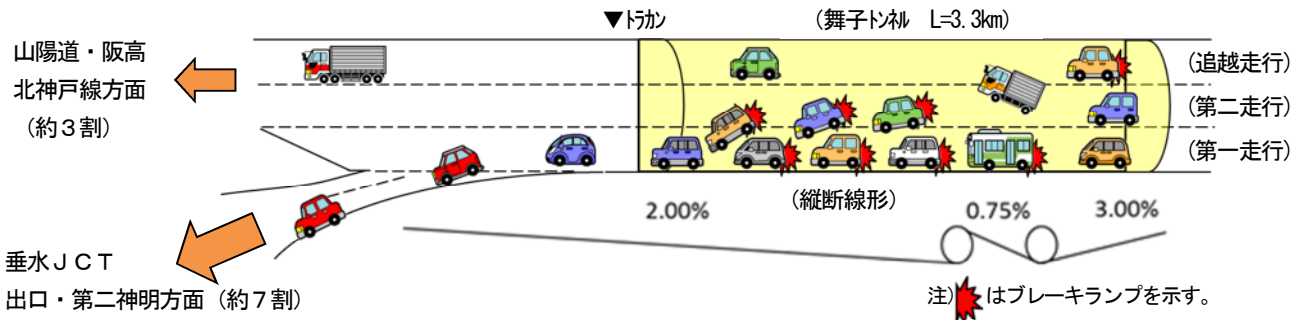 ▼トラカン
(舞子トンネル L=3.3km)
山陽道・阪高
北神戸線方面
(約３割)
(追越走行)
(第二走行)
(第一走行)
(縦断線形)
2.00%
0.75%
3.00%
垂水ＪＣＴ
出口・第二神明方面(約７割)
注) はブレーキランプを示す。